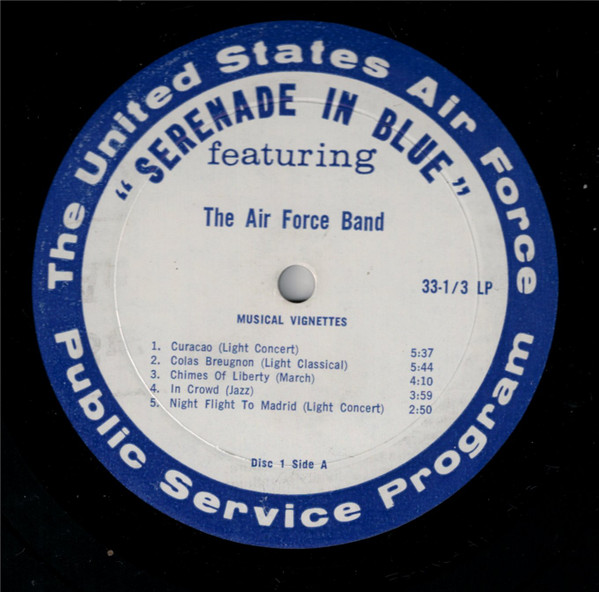 The United States Air Force
"SERENADE IN BLUE"
featuring
The Air Force Band
33-1/3 LP
MUSICAL VIGNETTES
1. Curacao (Light Concert) 5:37
2. Colas Breugnon (Light Classical) 5:44
3. Chimes Of Liberty (March) 4:10
4. In Crowd (Jazz) 3:59
5. Night Flight To Madrid (Light Concert) 2:50
Disc 1 Side A
Public Service Program